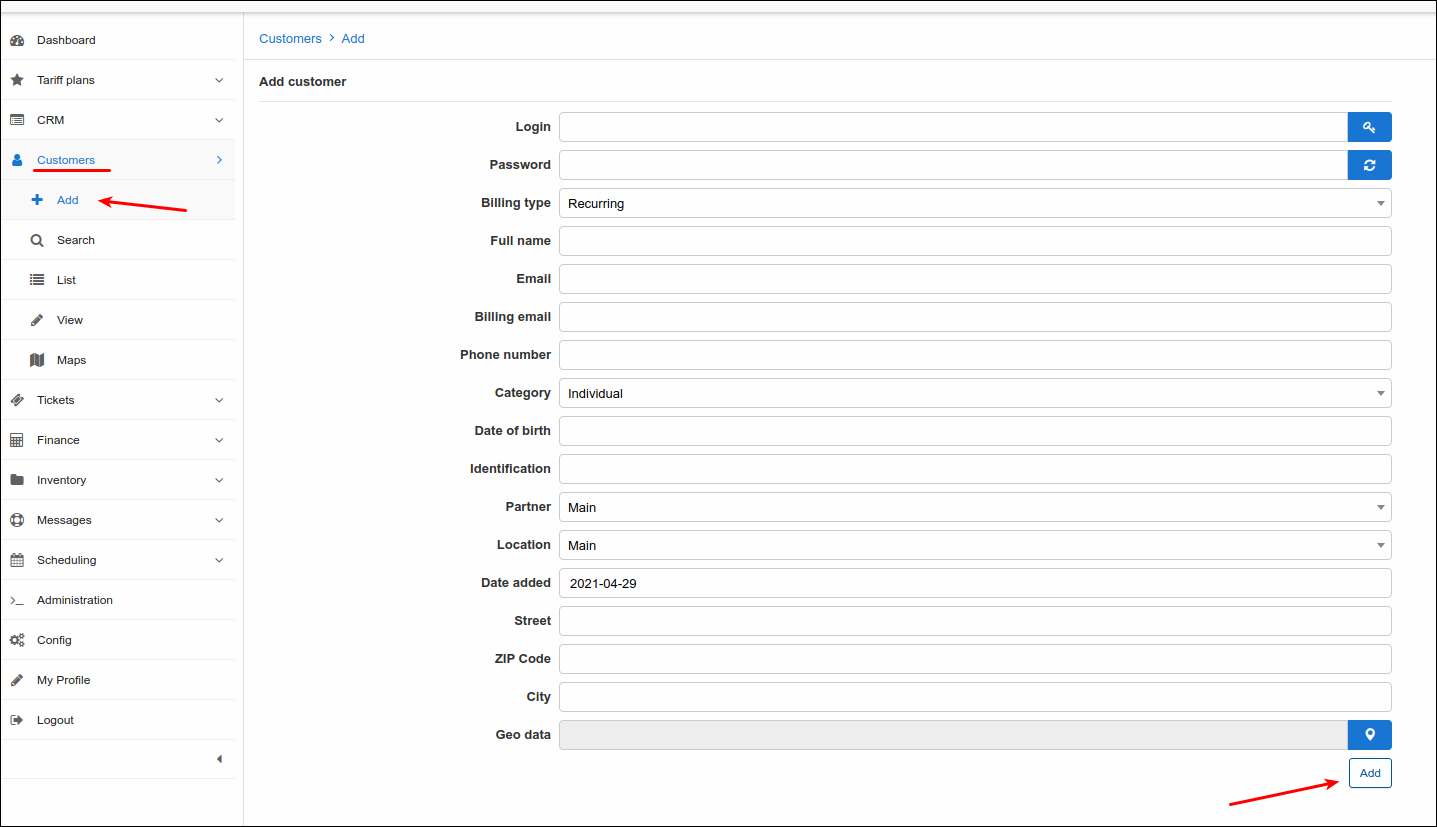 Dashboard
Tariff plans
CRM
Customers
Add
Search
List
View
Maps
Tickets
Finance
Inventory
Messages
Scheduling
Administration
Config
My Profile
Logout
Customers > Add
Add customer
Login
Password
Billing type Recurring
Full name
Email
Billing email
Phone number
Category Individual
Date of birth
Identification
Partner Main
Location Main
Date added 2021-04-29
Street
ZIP Code
City
Geo data
Add